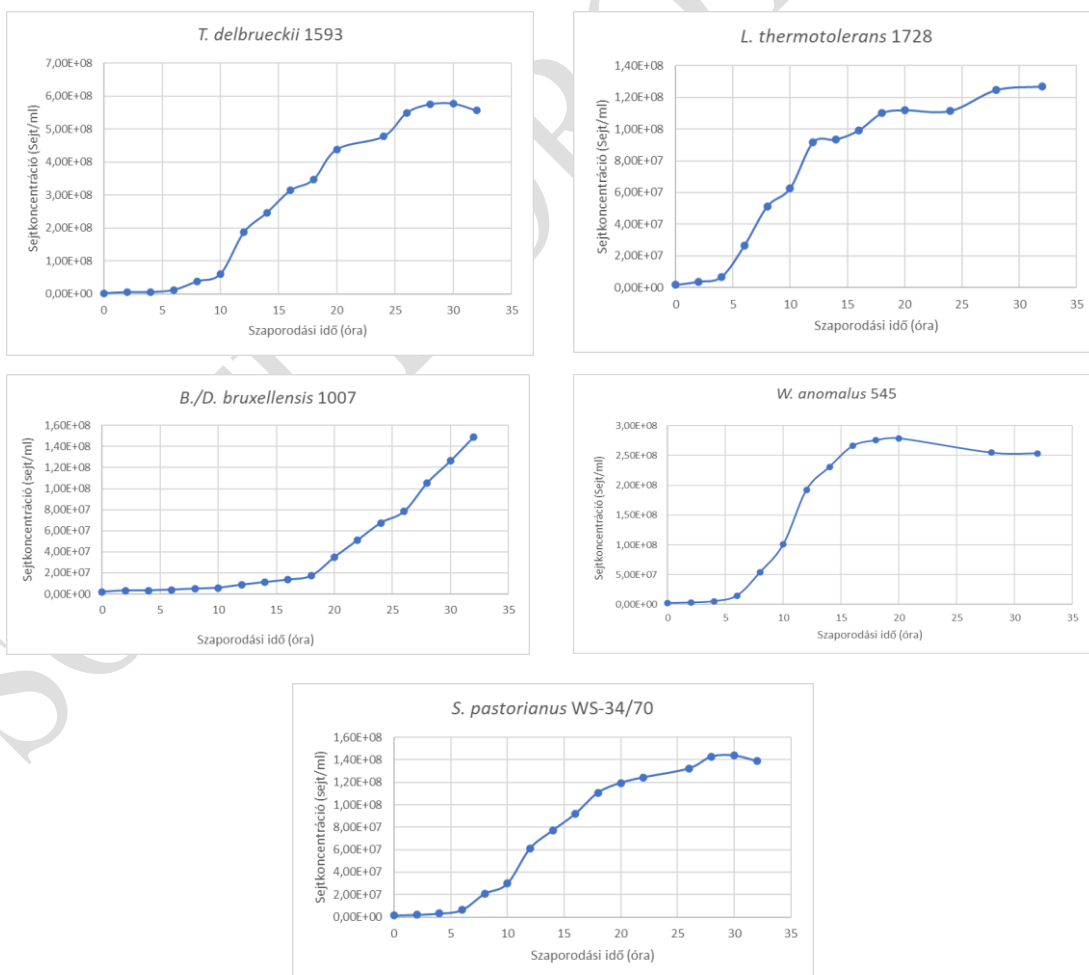 T. delbrueckii 1593
7,00E+08
6,00E+08
5,00E+08
4,00E+08
3,00E+08
2,00E+08
1,00E+08
0,00E+00
0 5 10 15 20 25 30 35
Sejtkoncentráció (Sejt/ml)
Szaporodási idő (óra)
L. thermotolerans 1728
1,40E+08
1,20E+08
1,00E+08
8,00E+07
6,00E+07
4,00E+07
2,00E+07
0,00E+00
0 5 10 15 20 25 30 35
Sejtkoncentráció (Sejt/ml)
Szaporodási idő (óra)
B./D. bruxellensis 1007
1,60E+08
1,40E+08
1,20E+08
1,00E+08
8,00E+07
6,00E+07
4,00E+07
2,00E+07
0,00E+00
0 5 10 15 20 25 30 35
Sejtkoncentráció (sejt/ml)
Szaporodási idő (óra)
W. anomalus 545
3,00E+08
2,50E+08
2,00E+08
1,50E+08
1,00E+08
5,00E+07
0,00E+00
0 5 10 15 20 25 30 35
Sejtkoncentráció (Sejt/ml)
Szaporodási idő (óra)
S. pastorianus WS-34/70
1,60E+08
1,40E+08
1,20E+08
1,00E+08
8,00E+07
6,00E+07
4,00E+07
2,00E+07
0,00E+00
0 5 10 15 20 25 30 35
Sejtkoncentráció (sejt/ml)
Szaporodási idő (óra)